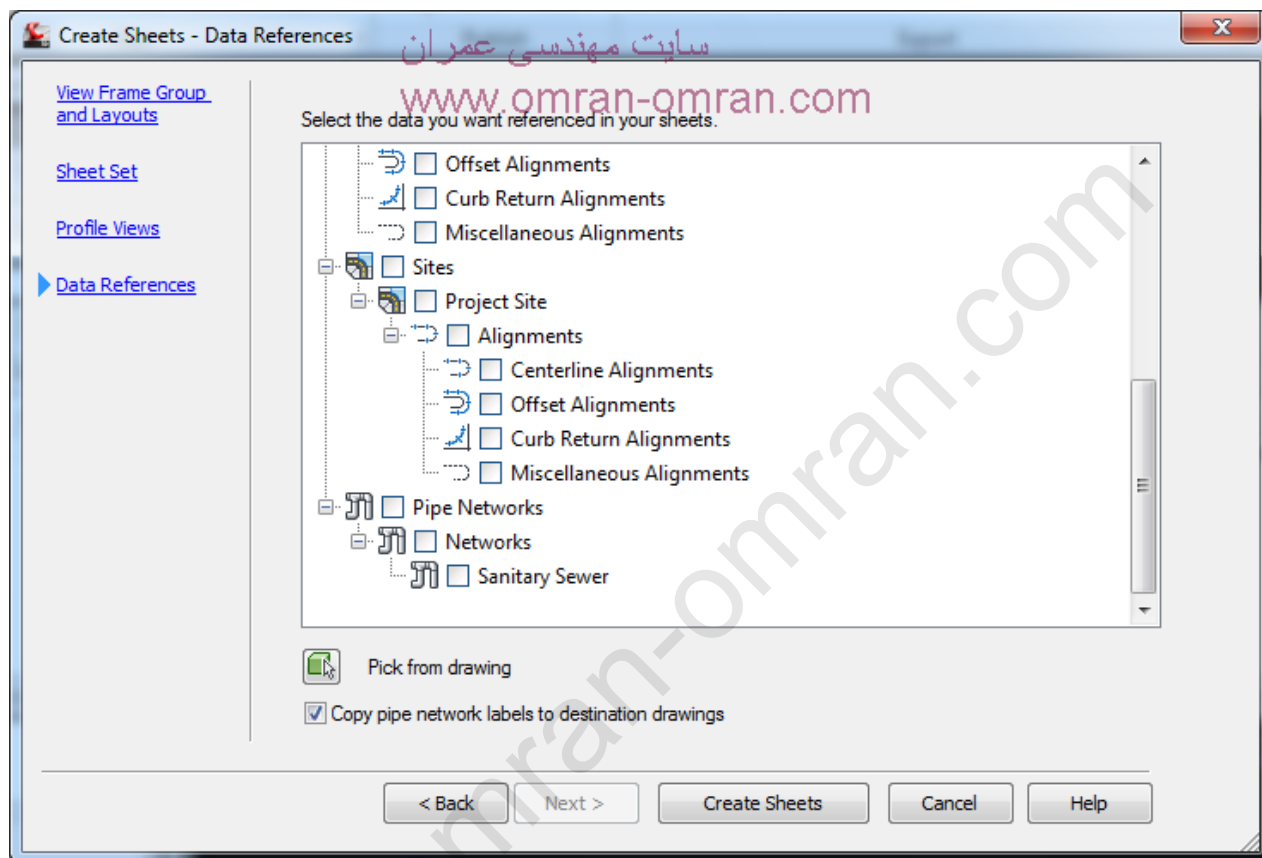 Create Sheets - Data References
سایت مهندسی عمران
www.omran-omran.com
View Frame Group and Layouts
Sheet Set
Profile Views
Data References
Select the data you want referenced in your sheets.
Offset Alignments
Curb Return Alignments
Miscellaneous Alignments
Sites
Project Site
Alignments
Centerline Alignments
Offset Alignments
Curb Return Alignments
Miscellaneous Alignments
Pipe Networks
Networks
Sanitary Sewer
Pick from drawing
Copy pipe network labels to destination drawings
< Back
Next >
Create Sheets
Cancel
Help
mran-omran.com